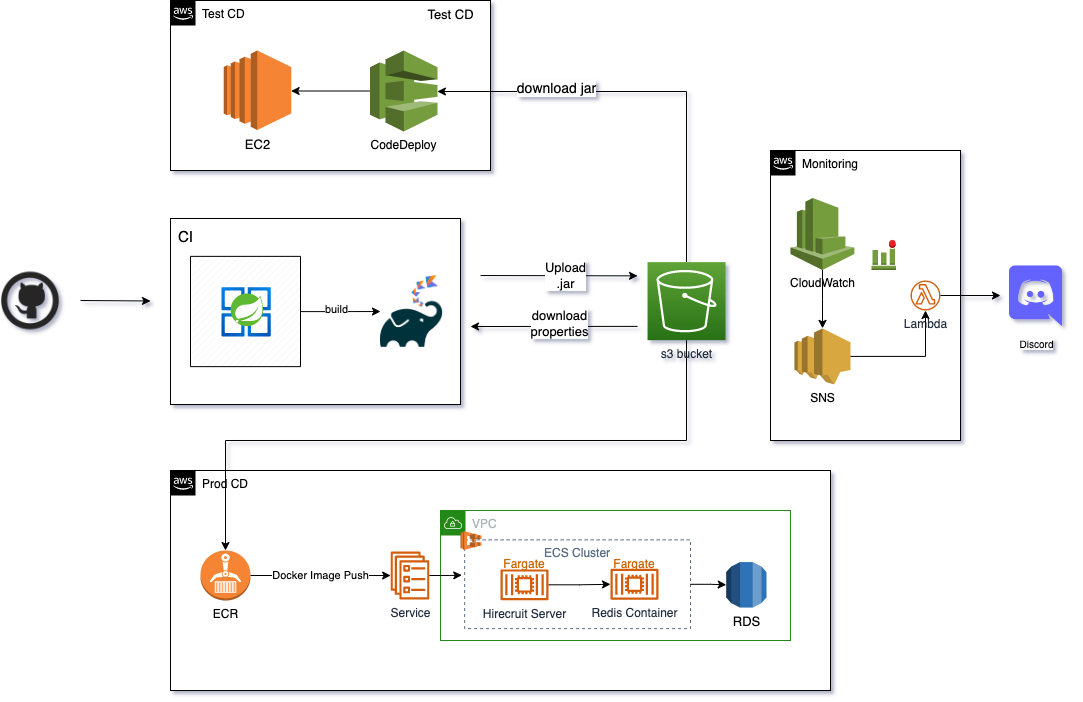 aws
Test CD
Test CD
EC2
CodeDeploy
download jar
aws
Monitoring
CloudWatch
Lambda
SNS
Discord
CI
build
Upload
.jar
download
properties
s3 bucket
aws
Prod CD
ECR
Docker Image Push
Service
VPC
ECS Cluster
Fargate
Hirecruit Server
Fargate
Redis Container
RDS